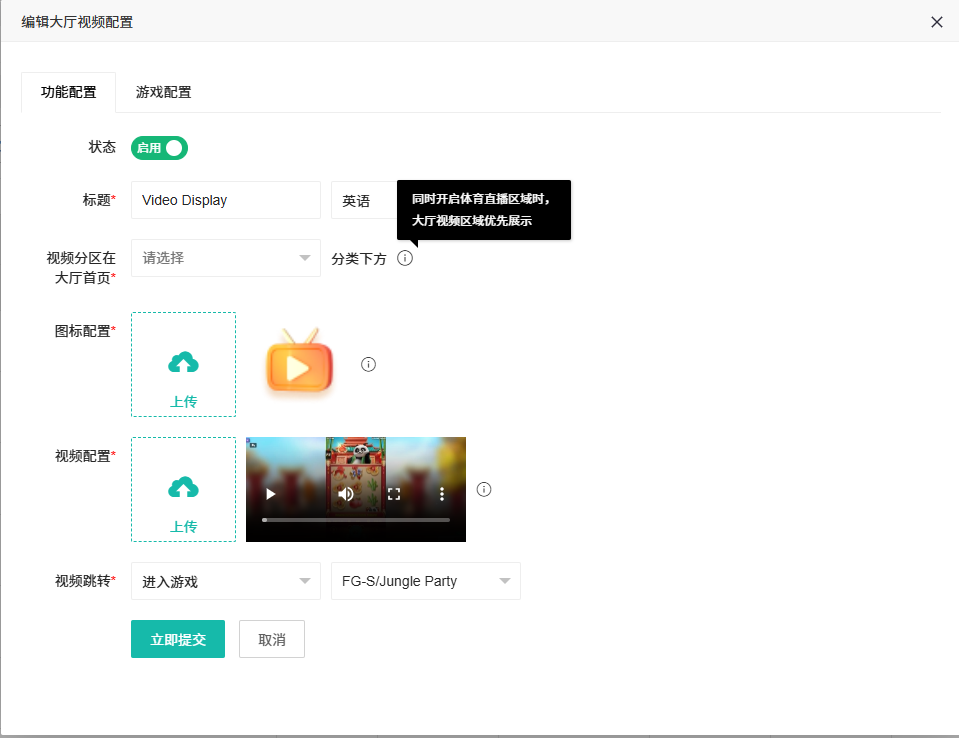 编辑大厅视频配置
功能配置
游戏配置
状态
启用
标题*
Video Display
英语
同时开启体育直播区域时，
大厅视频区域优先展示
视频分区在
大厅首页*
请选择
分类下方
图标配置*
上传
视频配置*
上传
视频跳转*
进入游戏
FG-S/Jungle Party
立即提交
取消